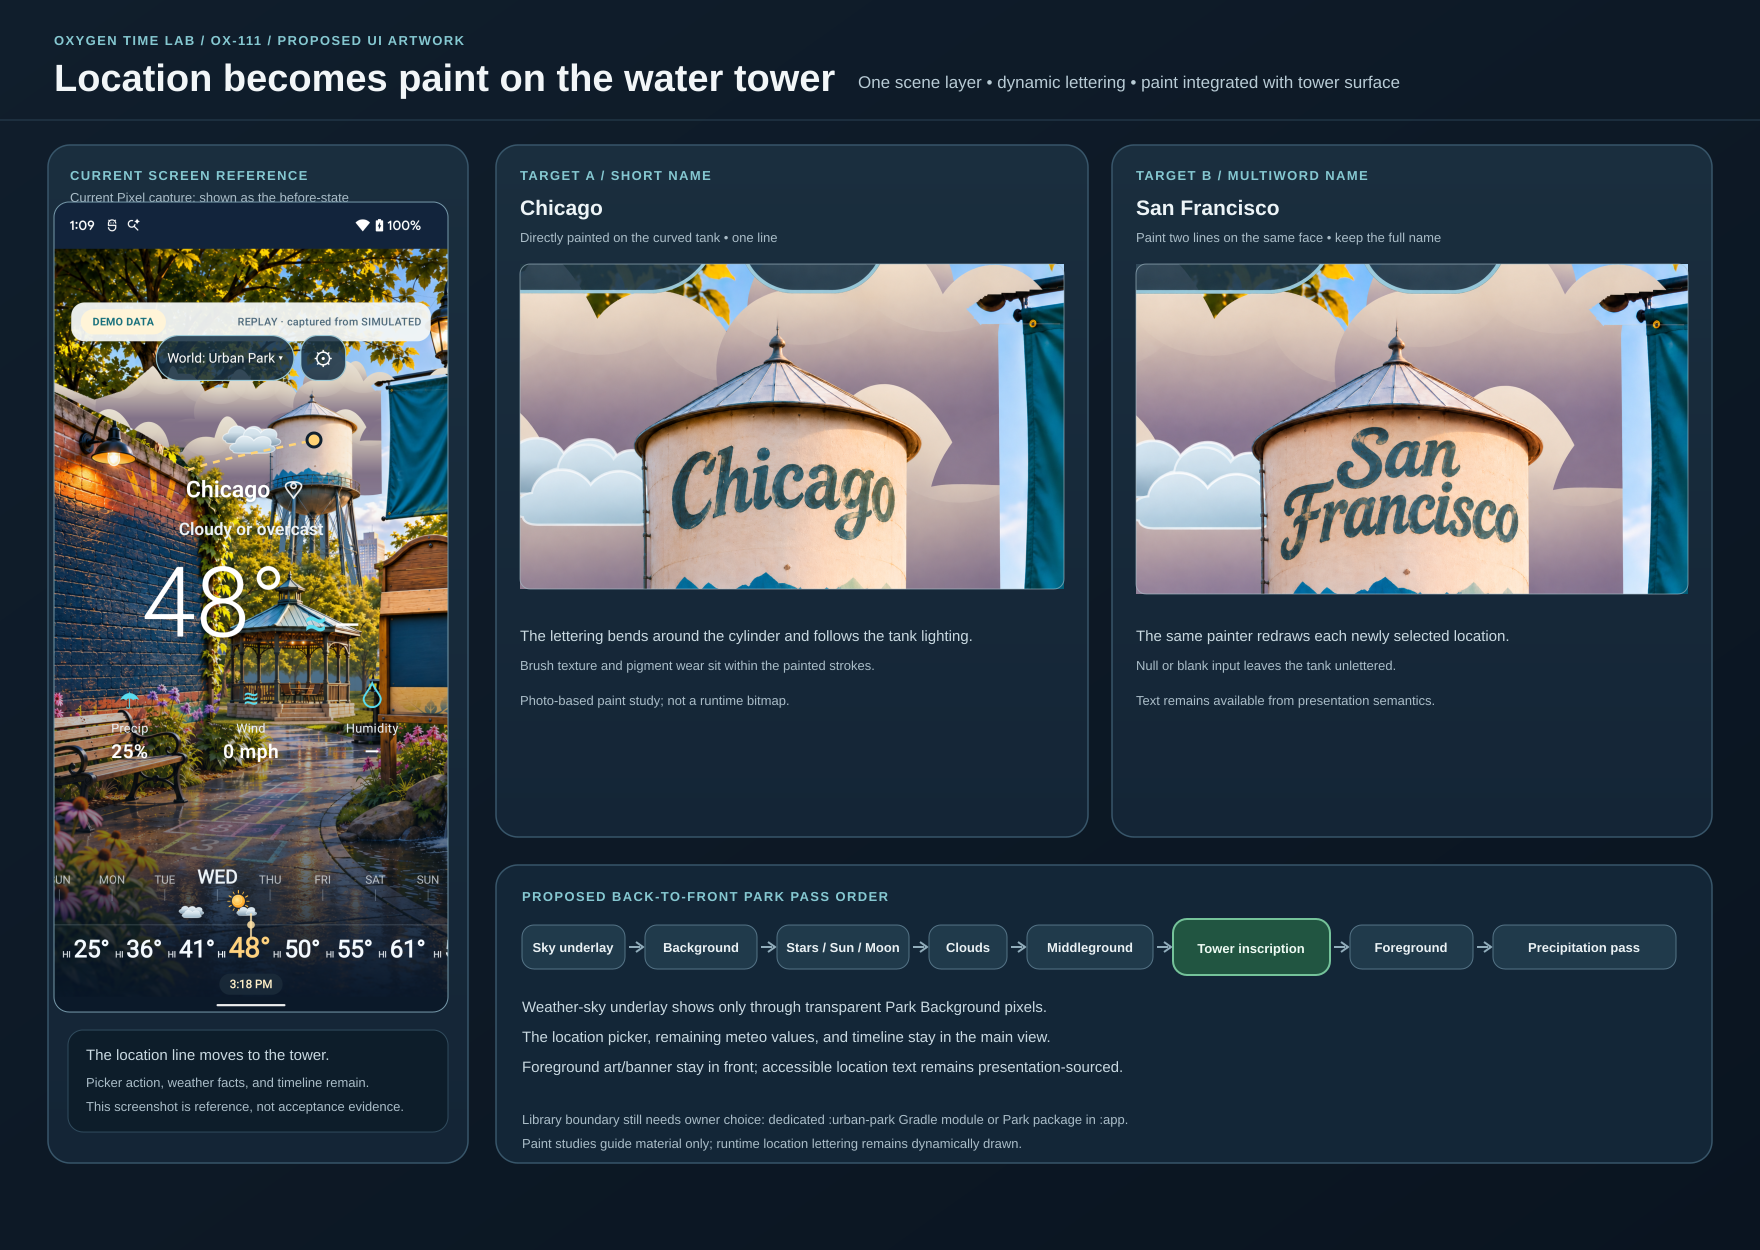 OXYGEN TIME LAB / OX-111 / PROPOSED UI ARTWORK
Location becomes paint on the water tower
One scene layer • dynamic lettering • paint integrated with tower surface
CURRENT SCREEN REFERENCE
Current Pixel capture: shown as the before-state
1:09
100%
DEMO DATA
REPLAY · captured from SIMULATED
World: Urban Park
Chicago
Cloudy or overcast
48°
Precip
Wind
Humidity
25%
0 mph
—
UN MON TUE WED THU FRI SAT SUN
HI 25° HI 36° HI 41° HI 48° HI 50° HI 55° HI 61° HI
3:18 PM
The location line moves to the tower.
Picker action, weather facts, and timeline remain.
This screenshot is reference, not acceptance evidence.
TARGET A / SHORT NAME
Chicago
Directly painted on the curved tank • one line
Chicago
The lettering bends around the cylinder and follows the tank lighting.
Brush texture and pigment wear sit within the painted strokes.
Photo-based paint study; not a runtime bitmap.
TARGET B / MULTIWORD NAME
San Francisco
Paint two lines on the same face • keep the full name
San
Francisco
The same painter redraws each newly selected location.
Null or blank input leaves the tank unlettered.
Text remains available from presentation semantics.
PROPOSED BACK-TO-FRONT PARK PASS ORDER
Sky underlay
Background
Stars / Sun / Moon
Clouds
Middleground
Tower inscription
Foreground
Precipitation pass
Weather-sky underlay shows only through transparent Park Background pixels.
The location picker, remaining meteo values, and timeline stay in the main view.
Foreground art/banner stay in front; accessible location text remains presentation-sourced.
Library boundary still needs owner choice: dedicated :urban-park Gradle module or Park package in :app.
Paint studies guide material only; runtime location lettering remains dynamically drawn.